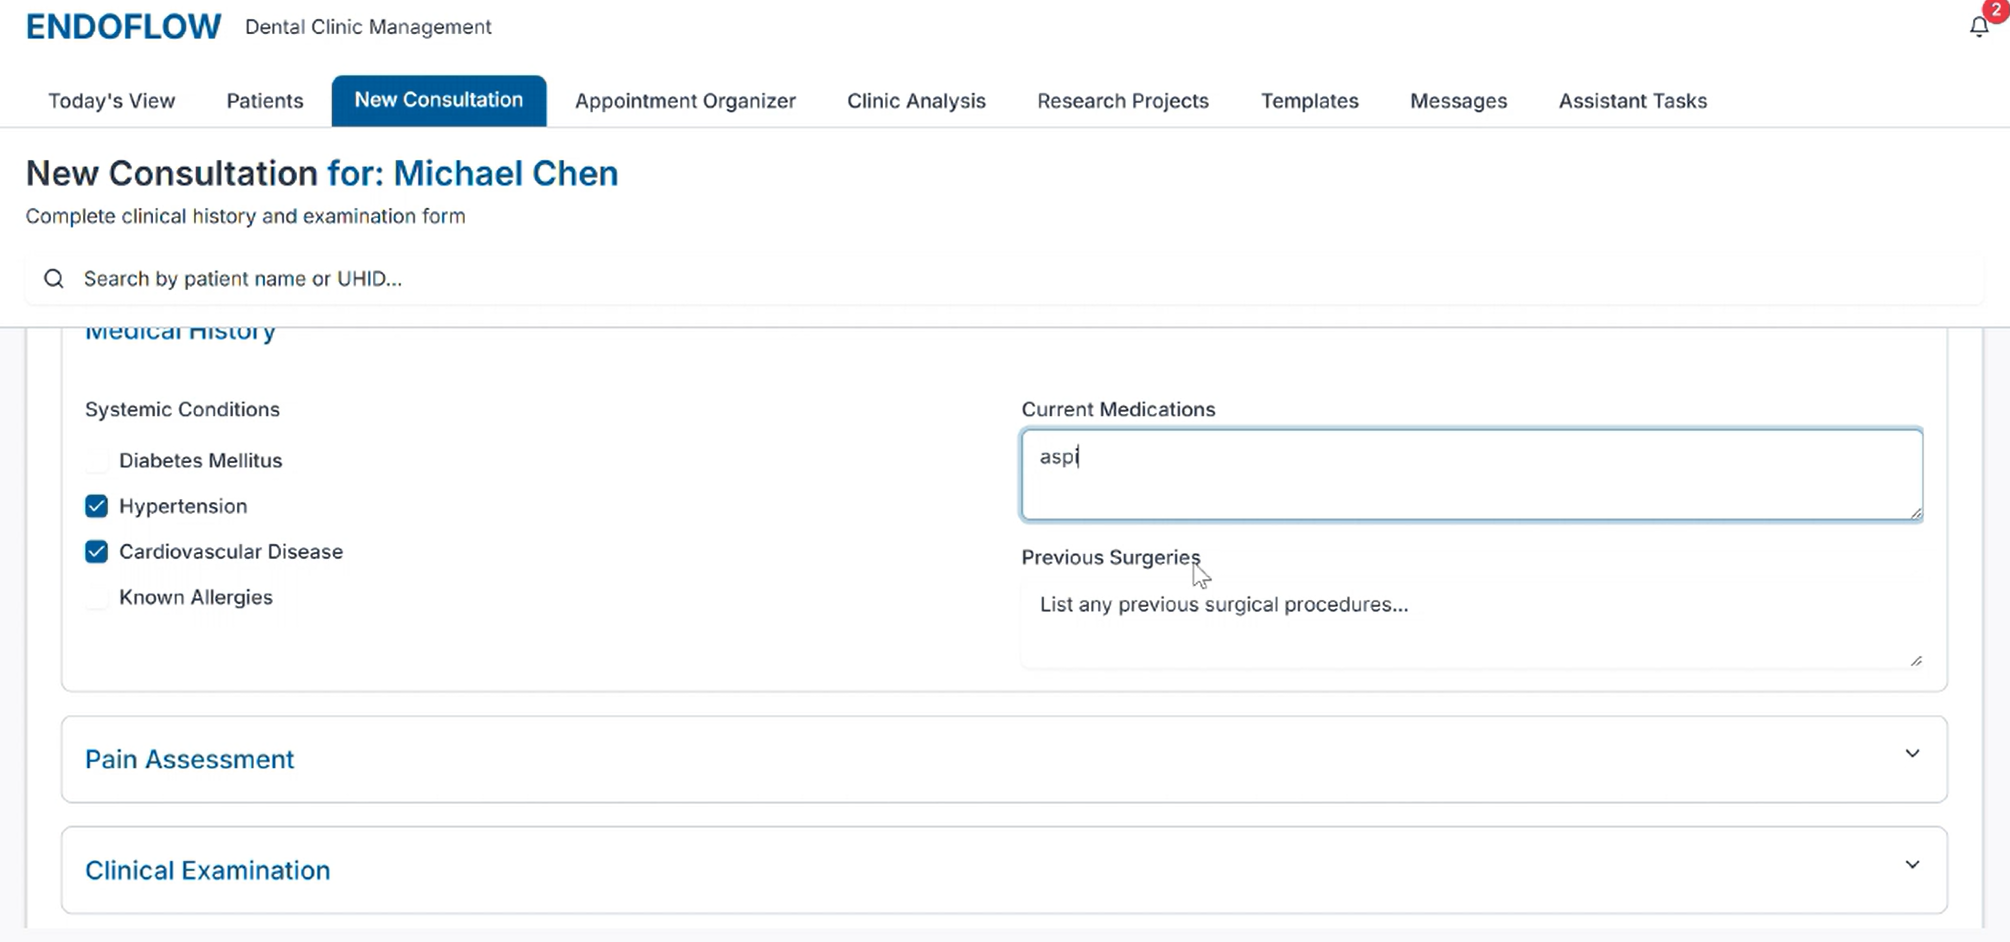 ENDOFLOW Dental Clinic Management 2
Today's View Patients New Consultation Appointment Organizer Clinic Analysis Research Projects Templates Messages Assistant Tasks
New Consultation for: Michael Chen
Complete clinical history and examination form
Search by patient name or UHID...
Medical History
Systemic Conditions
Diabetes Mellitus
Hypertension
Cardiovascular Disease
Known Allergies
Current Medications
aspi
Previous Surgeries
List any previous surgical procedures...
Pain Assessment
Clinical Examination